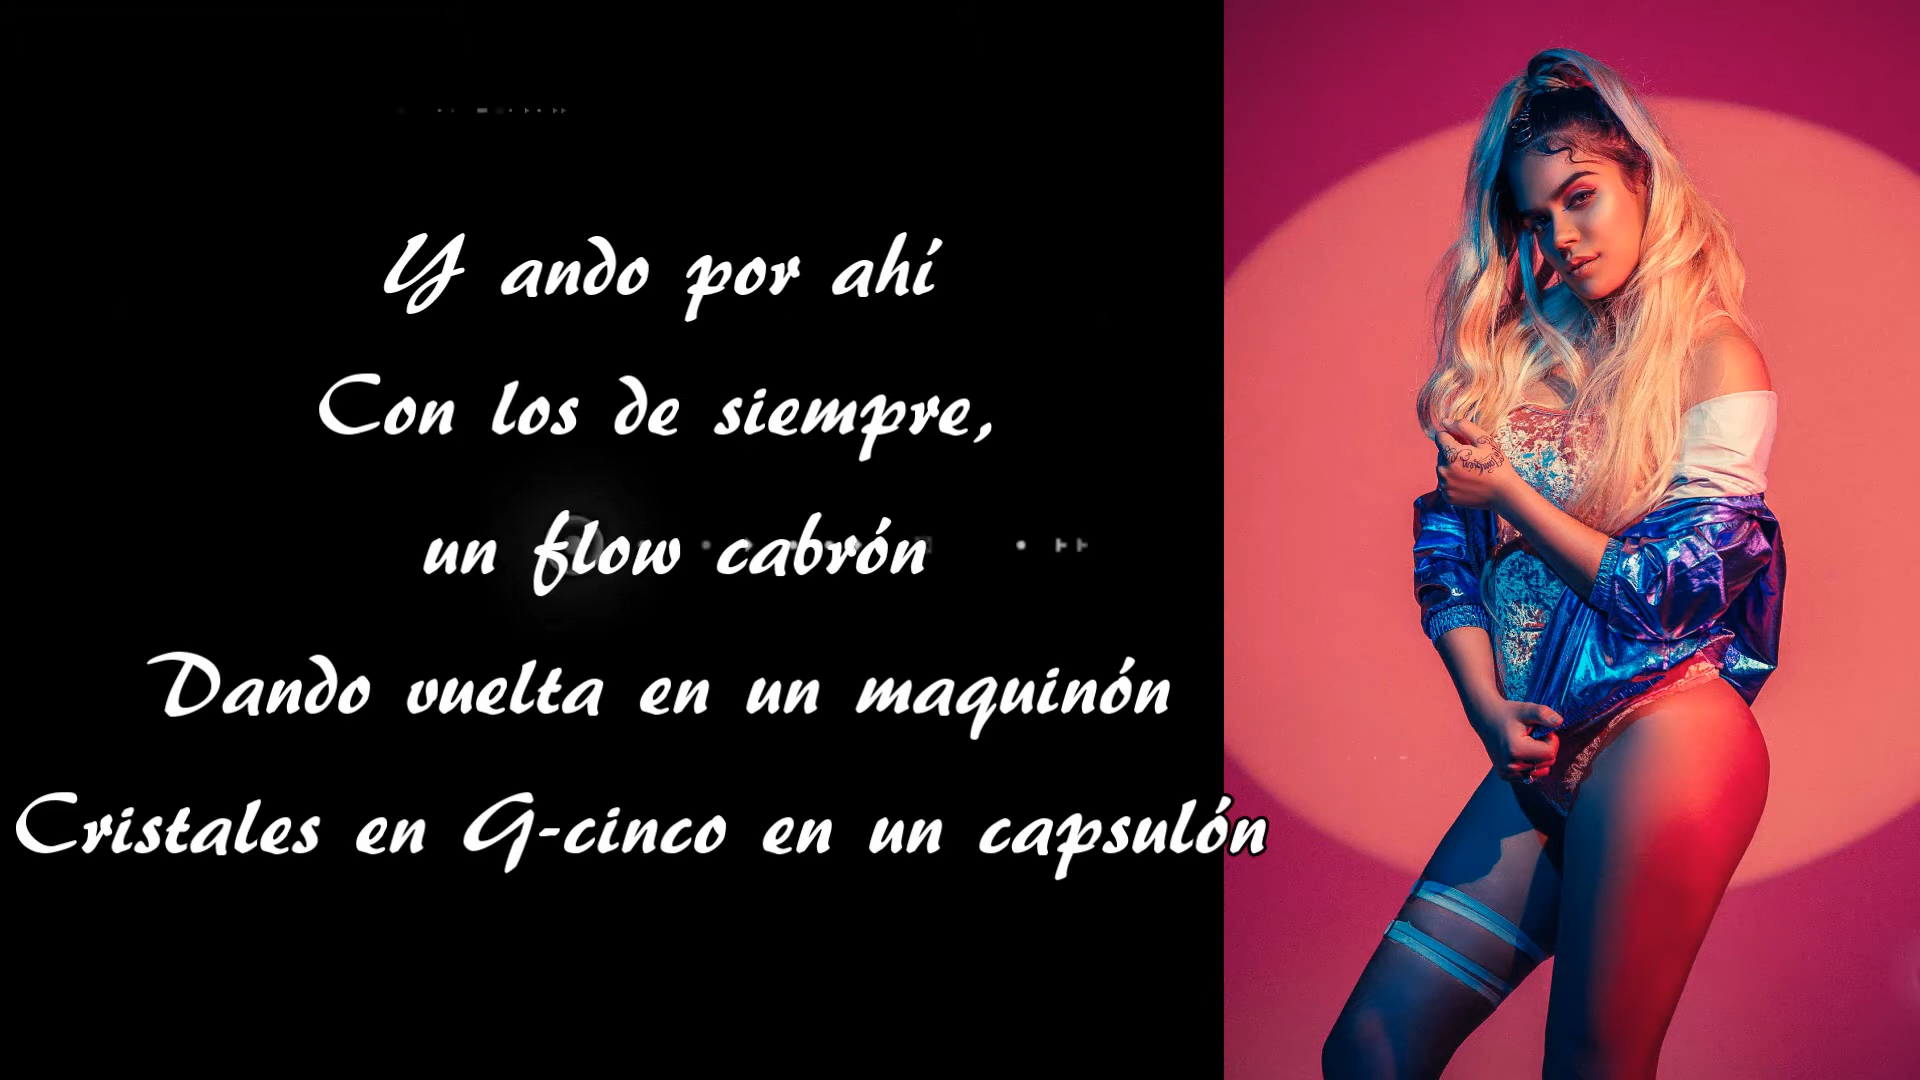 Y ando por ahí
Con los de siempre,
un flow cabrón
Dando vuelta en un maquinón
Cristales en G-cinco en un capsulón